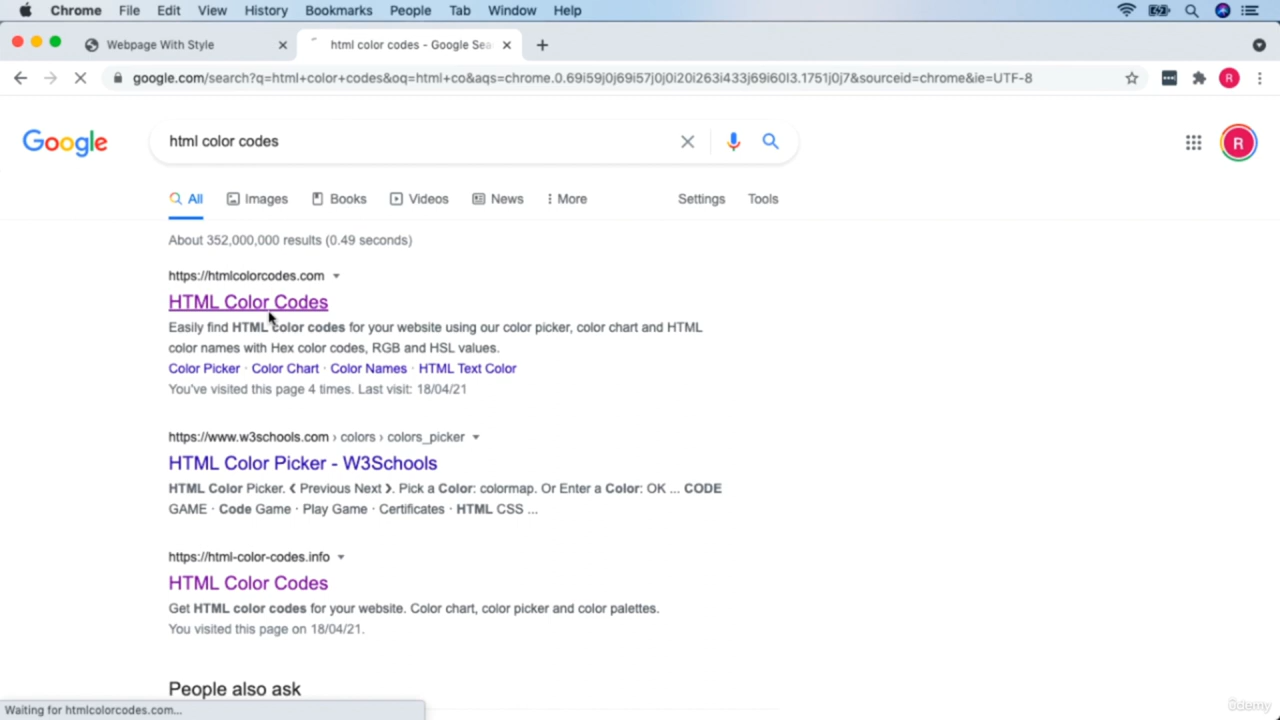 Chrome File Edit View History Bookmarks People Tab Window Help
Webpage With Style
html color codes - Google Sea
google.com/search?q=html+color+codes&oq=html+co&aqs=chrome.0.69i59j0j69i57j0j0i20i263i433j69i60l3.1751j0j7&sourceid=chrome&ie=UTF-8
R
Google
html color codes
R
All Images Books Videos News More Settings Tools
About 352,000,000 results (0.49 seconds)
https://htmlcolorcodes.com
HTML Color Codes
Easily find HTML color codes for your website using our color picker, color chart and HTML
color names with Hex color codes, RGB and HSL values.
Color Picker · Color Chart · Color Names · HTML Text Color
You've visited this page 4 times. Last visit: 18/04/21
https://www.w3schools.com › colors › colors_picker
HTML Color Picker - W3Schools
HTML Color Picker. ❮ Previous Next ❯. Pick a Color: colormap. Or Enter a Color: OK ... CODE
GAME · Code Game · Play Game · Certificates · HTML CSS ...
https://html-color-codes.info
HTML Color Codes
Get HTML color codes for your website. Color chart, color picker and color palettes.
You visited this page on 18/04/21.
People also ask
Waiting for htmlcolorcodes.com...
ûdemy